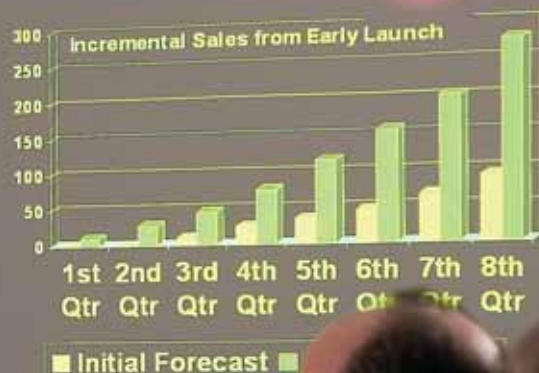 Incremental Sales from Early Launch
300
250
200
150
100
50
0
1st 2nd 3rd 4th 5th 6th 7th 8th
Qtr Qtr Qtr Qtr Qtr Qtr Qtr Qtr
Initial Forecast